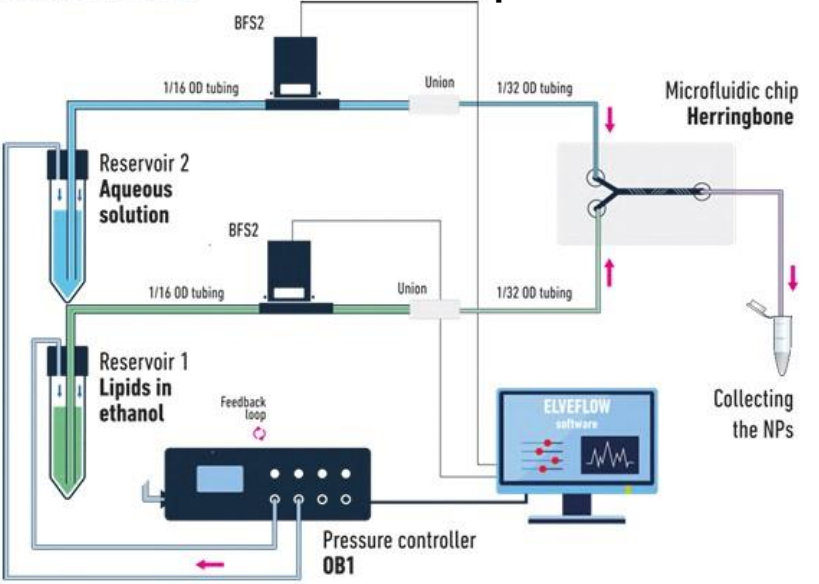 BFS2
1/16 OD tubing
Union
1/32 OD tubing
Microfluidic chip
Herringbone
Reservoir 2
Aqueous
solution
BFS2
1/16 OD tubing
Union
1/32 OD tubing
Reservoir 1
Lipids in
ethanol
Feedback
loop
ELVEFLOW
software
Collecting
the NPs
Pressure controller
OB1